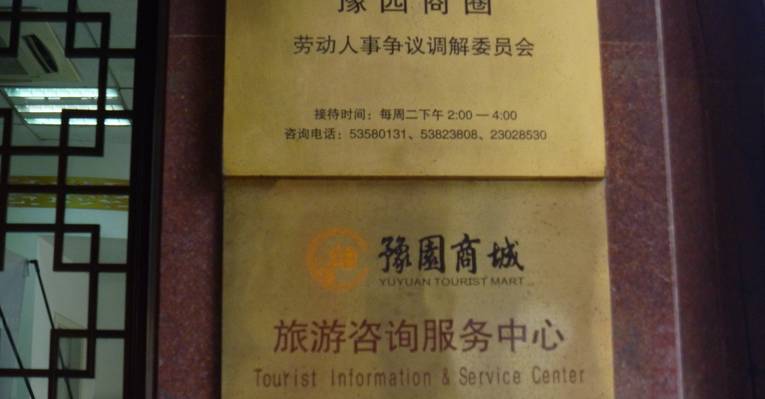 豫园商圈
劳动人事争议调解委员会
接待时间：每周二下午 2:00 — 4:00
咨询电话：53580131、53823808、23028530
豫園商城
YUYUAN TOURIST MART
旅游咨询服务中心
Tourist Information & Service Center